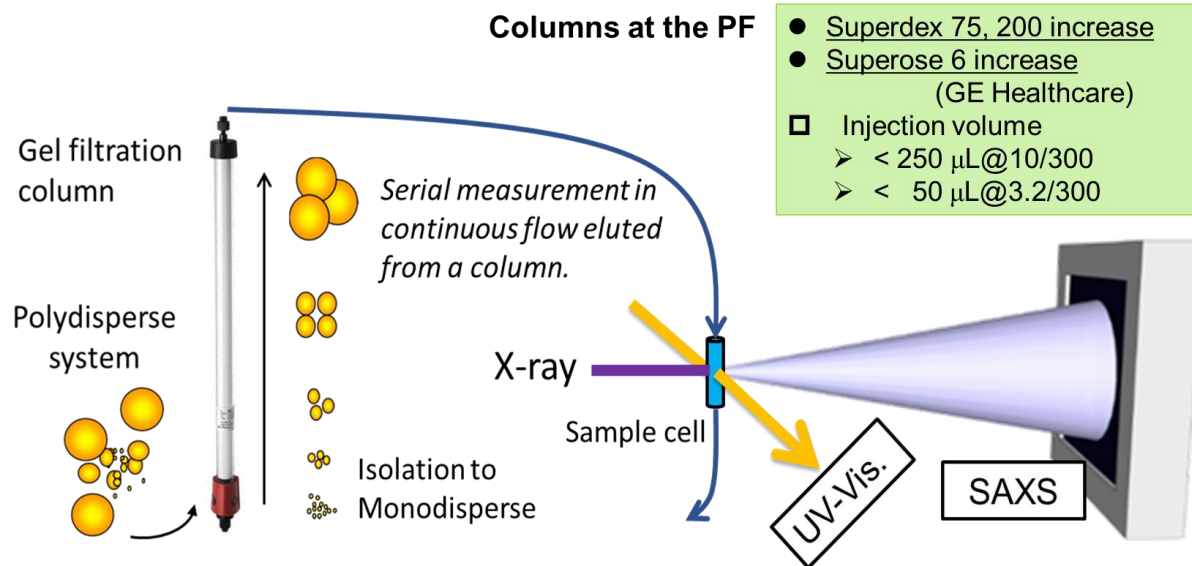 Columns at the PF
● Superdex 75, 200 increase
● Superose 6 increase
(GE Healthcare)
❑ Injection volume
➢ < 250 μL@10/300
➢ < 50 μL@3.2/300
Gel filtration
column
Serial measurement in
continuous flow eluted
from a column.
Polydisperse
system
X-ray
Sample cell
Isolation to
Monodisperse
UV-Vis.
SAXS